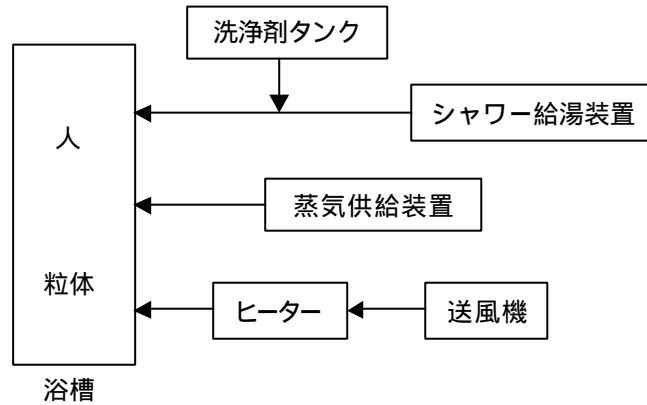 洗浄剤タンク
シャワー給湯装置
人
蒸気供給装置
粒体
ヒーター
送風機
浴槽